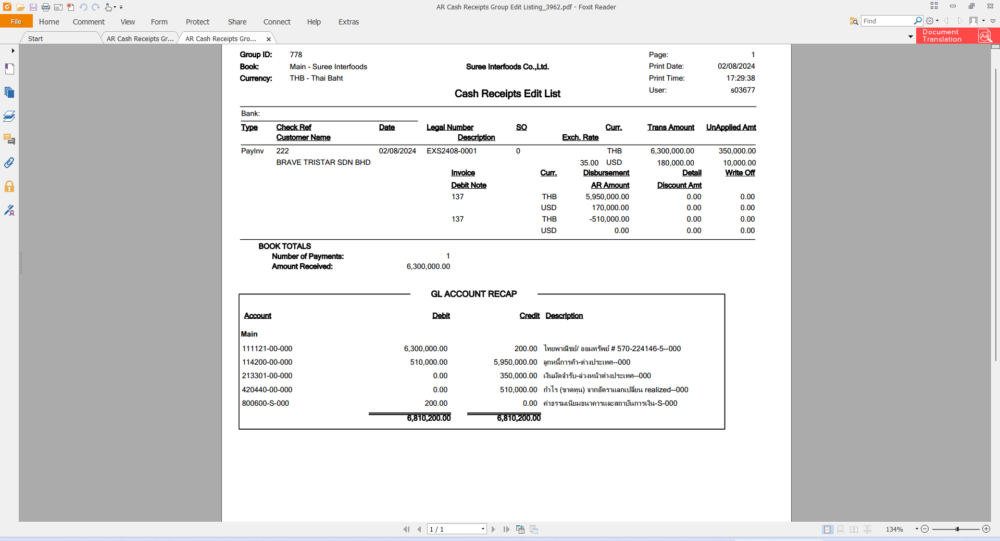 AR Cash Receipts Group Edit Listing_3962.pdf - Foxit Reader
File Home Comment View Form Protect Share Connect Help Extras Find
Start AR Cash Receipts Gr... AR Cash Receipts Gro...
Document Translation
Aa
Group ID: 778 Page: 1
Book: Main - Suree Interfoods Suree Interfoods Co.,Ltd. Print Date: 02/08/2024
Currency: THB - Thai Baht Print Time: 17:29:38
Cash Receipts Edit List User: s03677
Bank:
Type Check Ref Date Legal Number SO Curr. Trans Amount UnApplied Amt
Customer Name Description Exch. Rate
PayInv 222 02/08/2024 EXS2408-0001 0 THB 6,300,000.00 350,000.00
BRAVE TRISTAR SDN BHD 35.00 USD 180,000.00 10,000.00
Invoice Curr. Disbursement Detail Write Off
Debit Note AR Amount Discount Amt
137 THB 5,950,000.00 0.00 0.00
USD 170,000.00 0.00 0.00
137 THB -510,000.00 0.00 0.00
USD 0.00 0.00 0.00
BOOK TOTALS
Number of Payments: 1
Amount Received: 6,300,000.00
GL ACCOUNT RECAP
Account Debit Credit Description
Main
111121-00-000 6,300,000.00 200.00 ไทยพาณิชย์/ ออมทรัพย์ # 570-224146-5--000
114200-00-000 510,000.00 5,950,000.00 ลูกหนี้การค้า-ต่างประเทศ--000
213301-00-000 0.00 350,000.00 เงินมัดจำรับ-ล่วงหน้าต่างประเทศ--000
420440-00-000 0.00 510,000.00 กำไร (ขาดทุน) จากอัตราแลกเปลี่ยน realized--000
800600-S-000 200.00 0.00 ค่าธรรมเนียมธนาคารและสถาบันการเงิน-S-000
6,810,200.00 6,810,200.00
1 / 1 134%